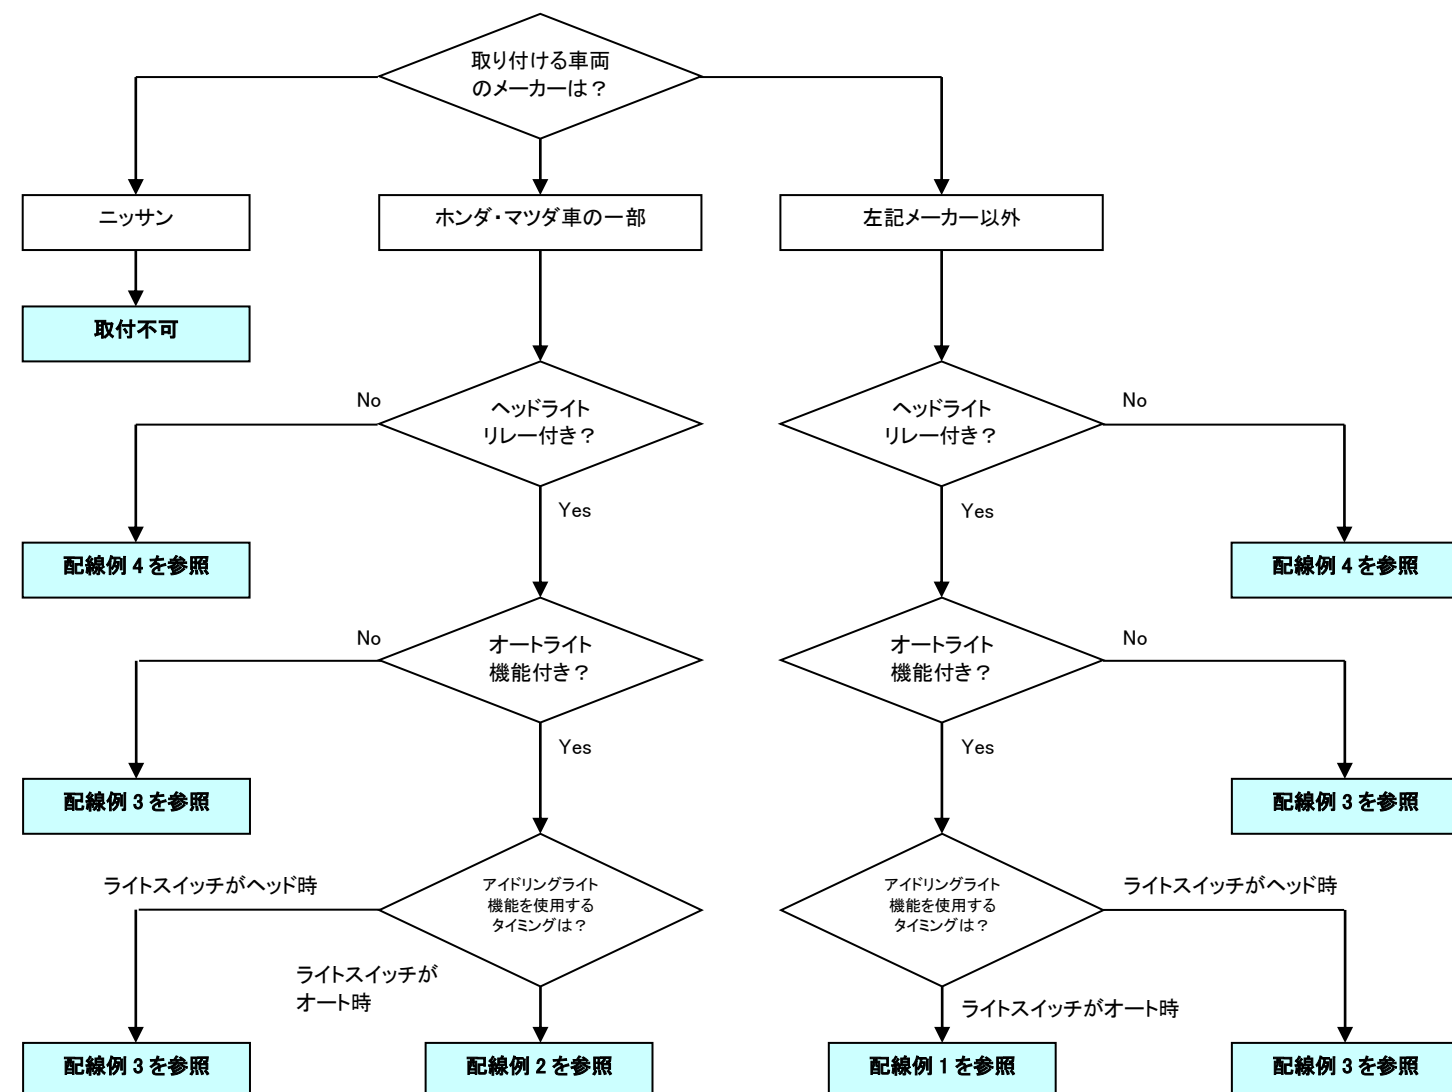 取り付ける車両
のメーカーは？
ニッサン
ホンダ・マツダ車の一部
左記メーカー以外
取付不可
No
ヘッドライト
リレー付き？
ヘッドライト
リレー付き？
No
Yes
Yes
配線例 4 を参照
配線例 4 を参照
No
オートライト
機能付き？
オートライト
機能付き？
No
Yes
Yes
配線例 3 を参照
配線例 3 を参照
ライトスイッチがヘッド時
アイドリングライト
機能を使用する
タイミングは？
アイドリングライト
機能を使用する
タイミングは？
ライトスイッチがヘッド時
ライトスイッチが
オート時
ライトスイッチがオート時
配線例 3 を参照
配線例 2 を参照
配線例 1 を参照
配線例 3 を参照